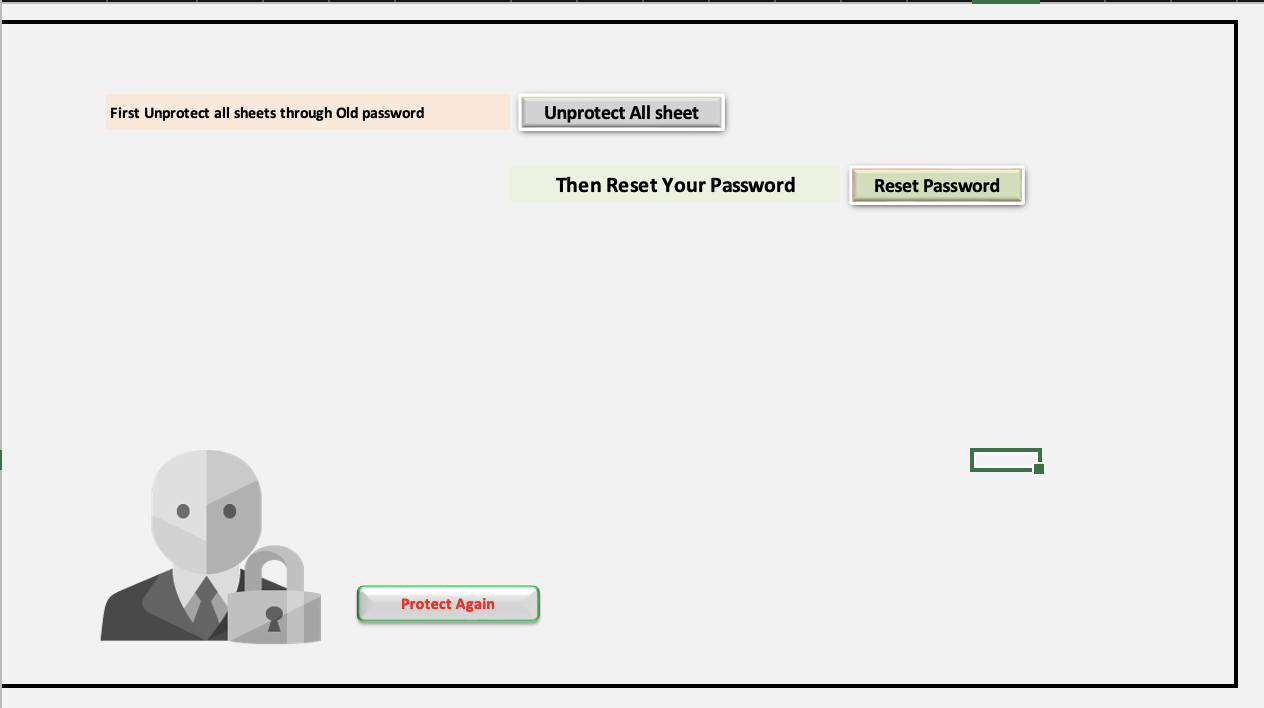 First Unprotect all sheets through Old password
Unprotect All sheet
Then Reset Your Password
Reset Password
Protect Again